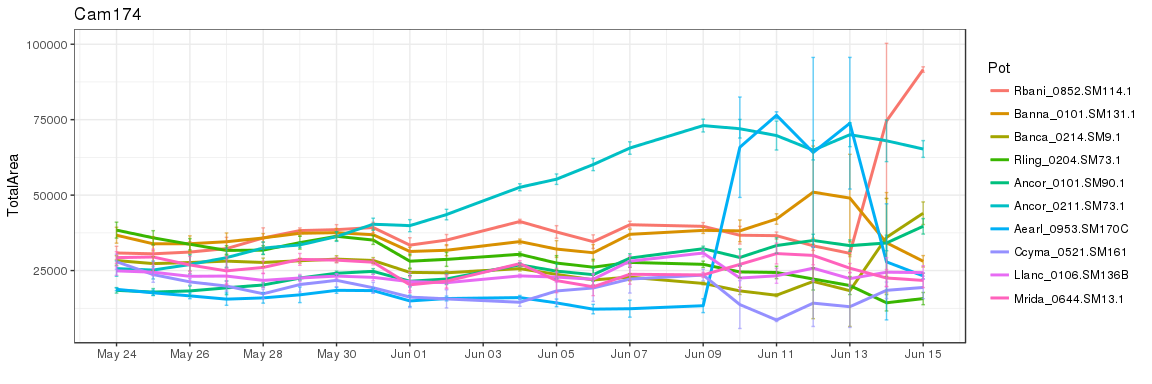 Cam174
TotalArea
100000
75000
50000
25000
May 24 May 26 May 28 May 30 Jun 01 Jun 03 Jun 05 Jun 07 Jun 09 Jun 11 Jun 13 Jun 15
Pot
Rbani_0852.SM114.1
Banna_0101.SM131.1
Banca_0214.SM9.1
Rling_0204.SM73.1
Ancor_0101.SM90.1
Ancor_0211.SM73.1
Aearl_0953.SM170C
Ccyma_0521.SM161
Llanc_0106.SM136B
Mrida_0644.SM13.1